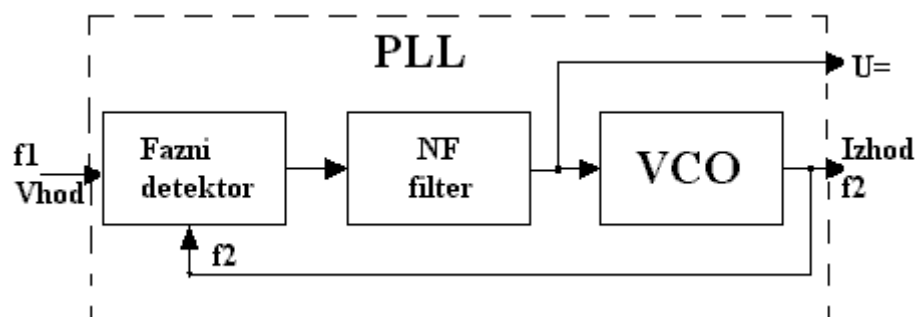 PLL
U=
f1
Vhod
Fazni
detektor
NF
filter
VCO
Izhod
f2
f2